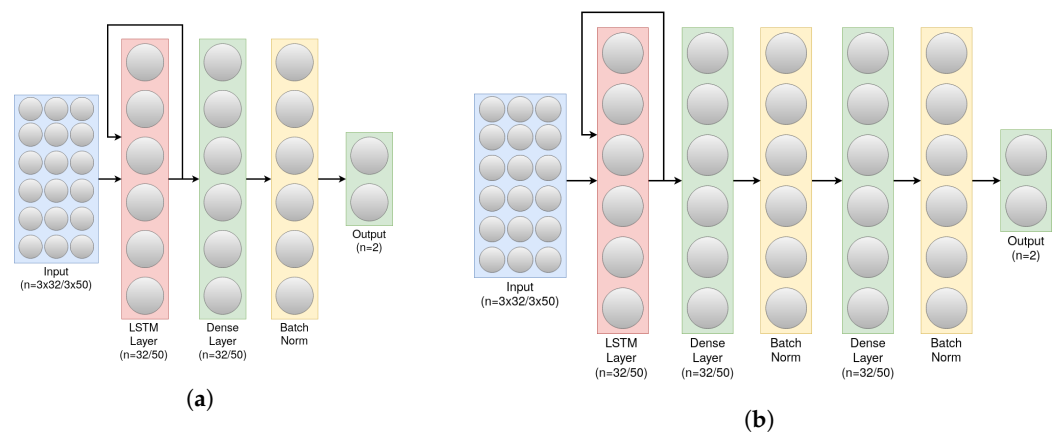 Input
(n=3x32/3x50)
LSTM
Layer
(n=32/50)
Dense
Layer
(n=32/50)
Batch
Norm
Output
(n=2)
(a)
Input
(n=3x32/3x50)
LSTM
Layer
(n=32/50)
Dense
Layer
(n=32/50)
Batch
Norm
Dense
Layer
(n=32/50)
Batch
Norm
Output
(n=2)
(b)